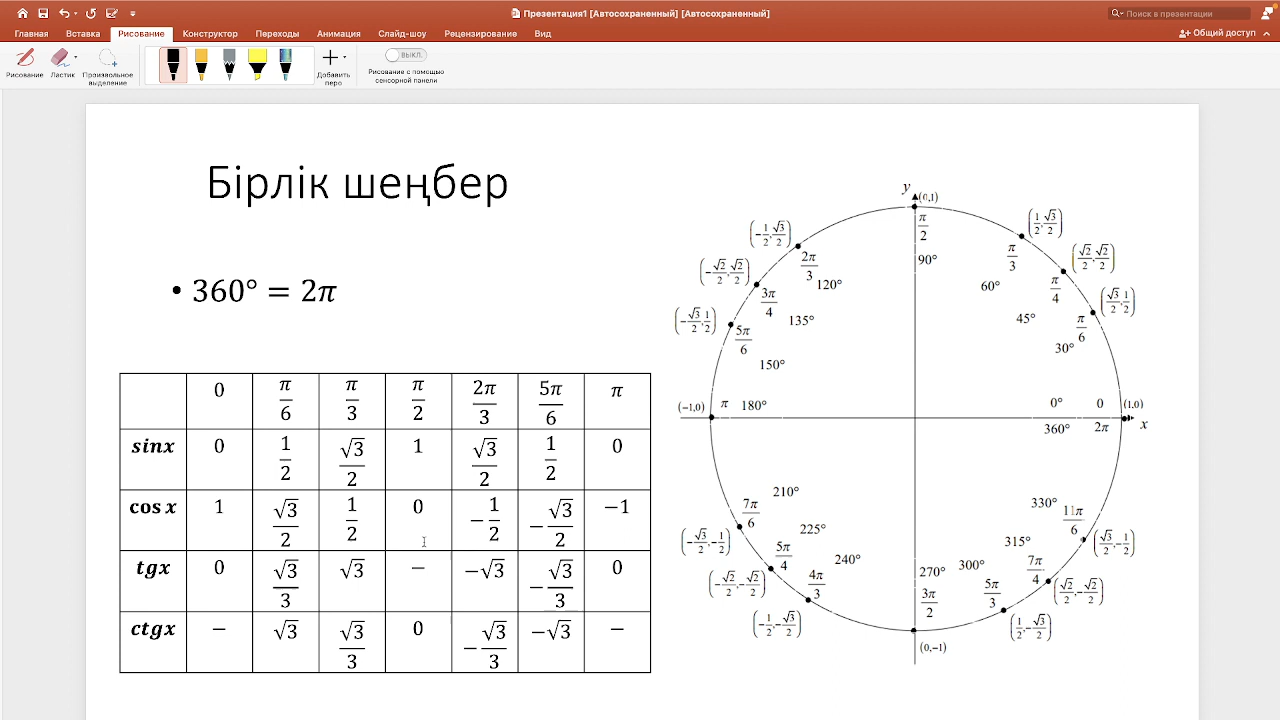 Презентация1 [Автосохраненный] [Автосохраненный]
Поиск в презентации
Главная Вставка Рисование Конструктор Переходы Анимация Слайд-шоу Рецензирование Вид Общий доступ
ВЫКЛ.
Рисование Ластик Произвольное выделение Добавить перо Рисование с помощью сенсорной панели
Бірлік шеңбер
• 360° = 2π
0 π/6 π/3 π/2 2π/3 5π/6 π
sinx 0 1/2 √3/2 1 √3/2 1/2 0
cos x 1 √3/2 1/2 0 −1/2 −√3/2 −1
tgx 0 √3/3 √3 − −√3 −√3/3 0
ctgx − √3 √3/3 0 −√3/3 −√3 −
y
(0,1)
π/2
90°
(1/2, √3/2)
π/3
60°
(√2/2, √2/2)
π/4
45°
(√3/2, 1/2)
π/6
30°
(−1/2, √3/2)
2π/3
120°
(−√2/2, √2/2)
3π/4
135°
(−√3/2, 1/2)
5π/6
150°
(−1,0) π 180°
0° 0 (1,0)
360° 2π x
210°
7π/6
(−√3/2, −1/2)
225°
5π/4
(−√2/2, −√2/2)
240°
4π/3
(−1/2, −√3/2)
270°
3π/2
(0,−1)
300°
5π/3
(1/2, −√3/2)
315°
7π/4
(√2/2, −√2/2)
330°
11π/6
(√3/2, −1/2)